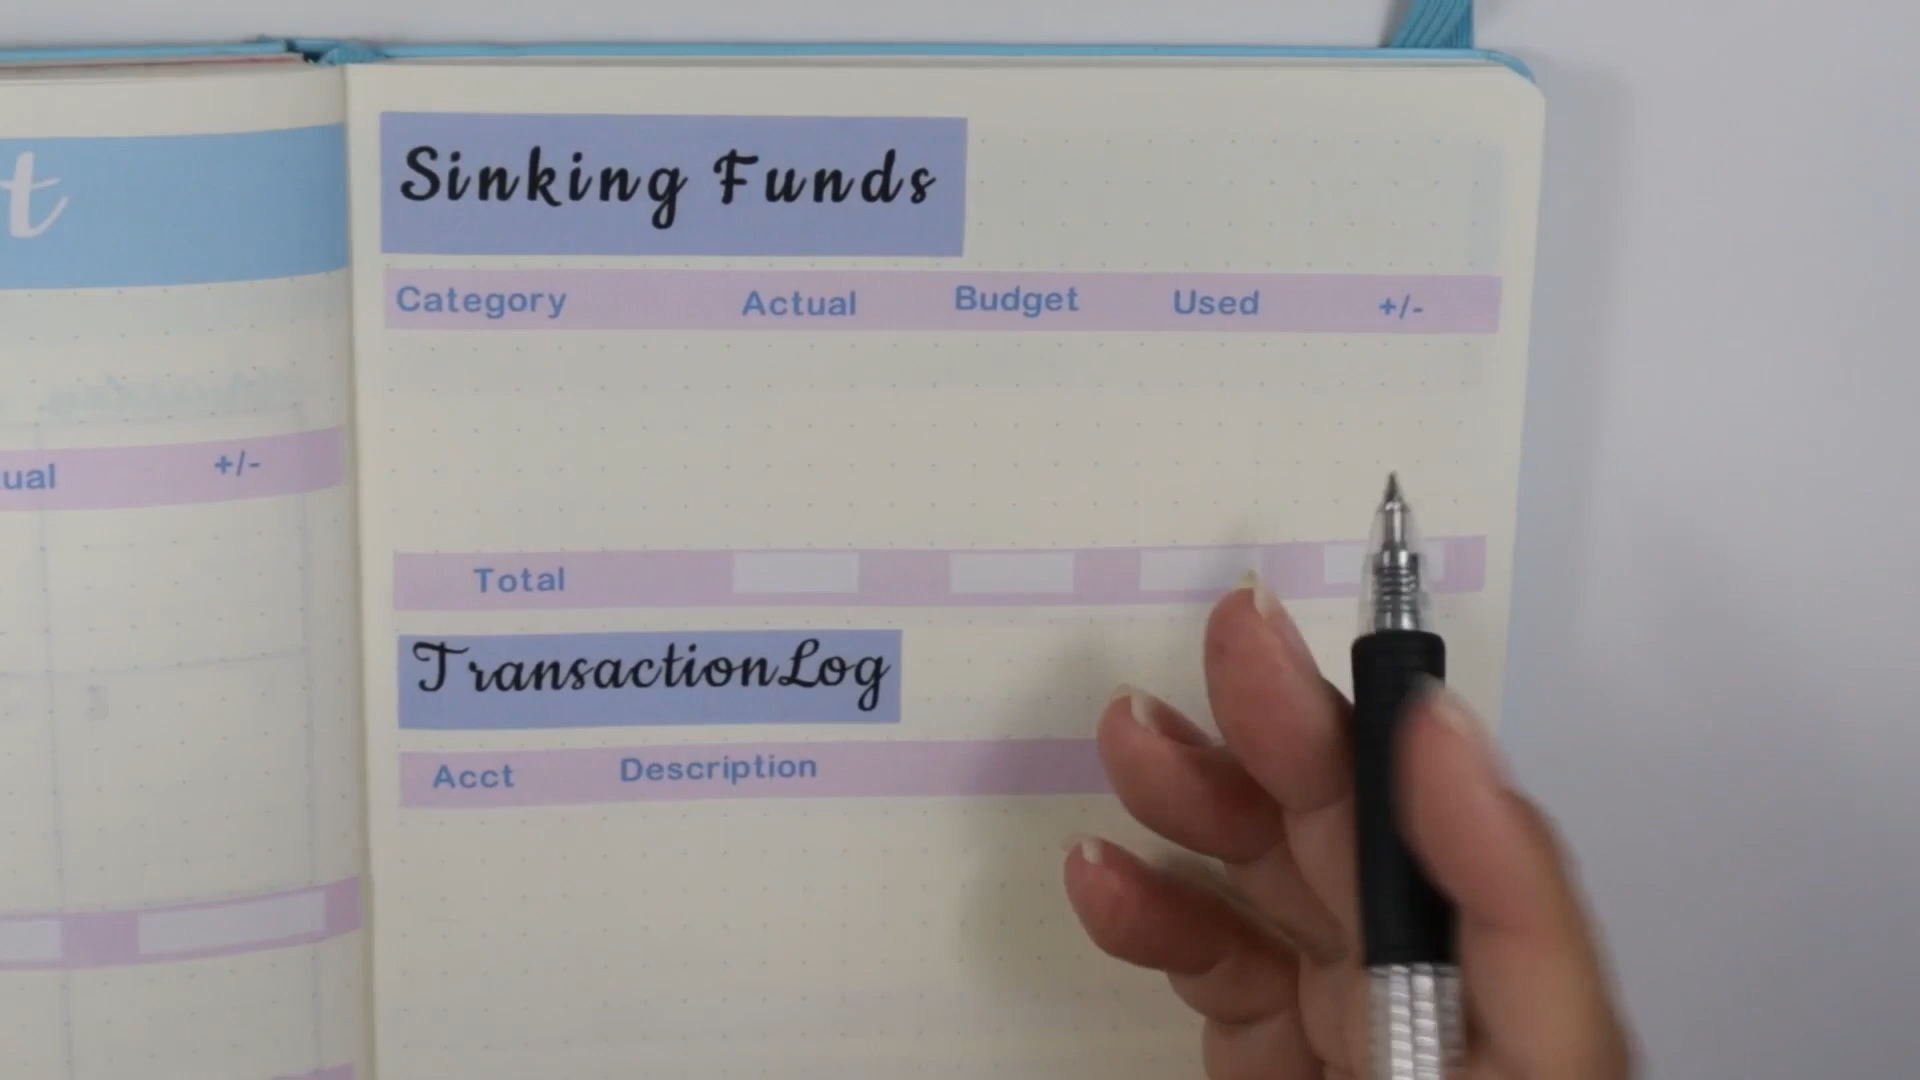 t
ual +/-
Sinking Funds
Category Actual Budget Used +/-
Total
TransactionLog
Acct Description